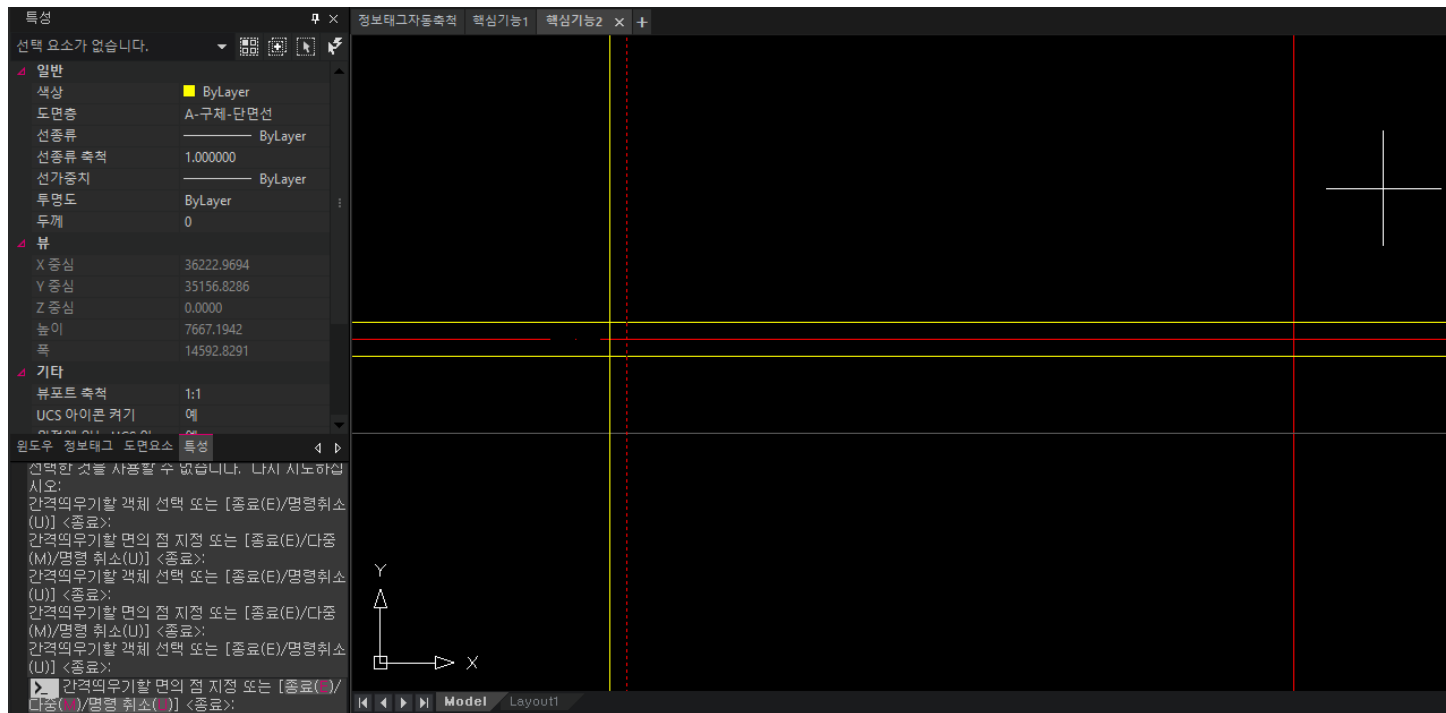 특성
정보태그자동축척 핵심기능1 핵심기능2
선택 요소가 없습니다.
일반
색상 ByLayer
도면층 A-구체-단면선
선종류 ByLayer
선종류 축척 1.000000
선가중치 ByLayer
투명도 ByLayer
두께 0
뷰
X 중심 36222.9694
Y 중심 35156.8286
Z 중심 0.0000
높이 7667.1942
폭 14592.8291
기타
뷰포트 축척 1:1
UCS 아이콘 켜기 예
윈도우 정보태그 도면요소 특성
선택한 것을 사용할 수 없습니다. 다시 시도하십
시오:
간격띄우기할 객체 선택 또는 [종료(E)/명령취소
(U)] <종료>:
간격띄우기할 면의 점 지정 또는 [종료(E)/다중
(M)/명령 취소(U)] <종료>:
간격띄우기할 객체 선택 또는 [종료(E)/명령취소
(U)] <종료>:
간격띄우기할 면의 점 지정 또는 [종료(E)/다중
(M)/명령 취소(U)] <종료>:
간격띄우기할 객체 선택 또는 [종료(E)/명령취소
(U)] <종료>:
간격띄우기할 면의 점 지정 또는 [종료(E)/
다중(M)/명령 취소(U)] <종료>:
Y
X
Model Layout1